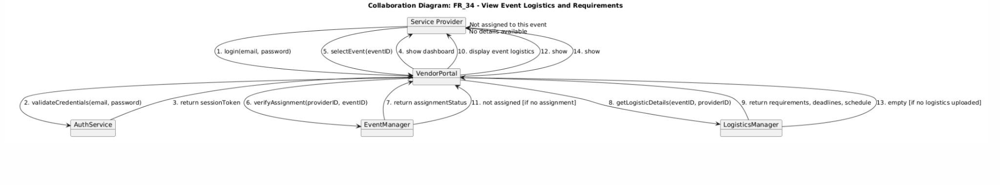 Collaboration Diagram: FR_34 - View Event Logistics and Requirements
Service Provider
Not assigned to this event
No details available
1. login(email, password)
5. selectEvent(eventID)
4. show dashboard
10. display event logistics
12. show
14. show
VendorPortal
2. validateCredentials(email, password)
3. return sessionToken
6. verifyAssignment(providerID, eventID)
7. return assignmentStatus
11. not assigned [if no assignment]
8. getLogisticDetails(eventID, providerID)
9. return requirements, deadlines, schedule
13. empty [if no logistics uploaded]
AuthService
EventManager
LogisticsManager